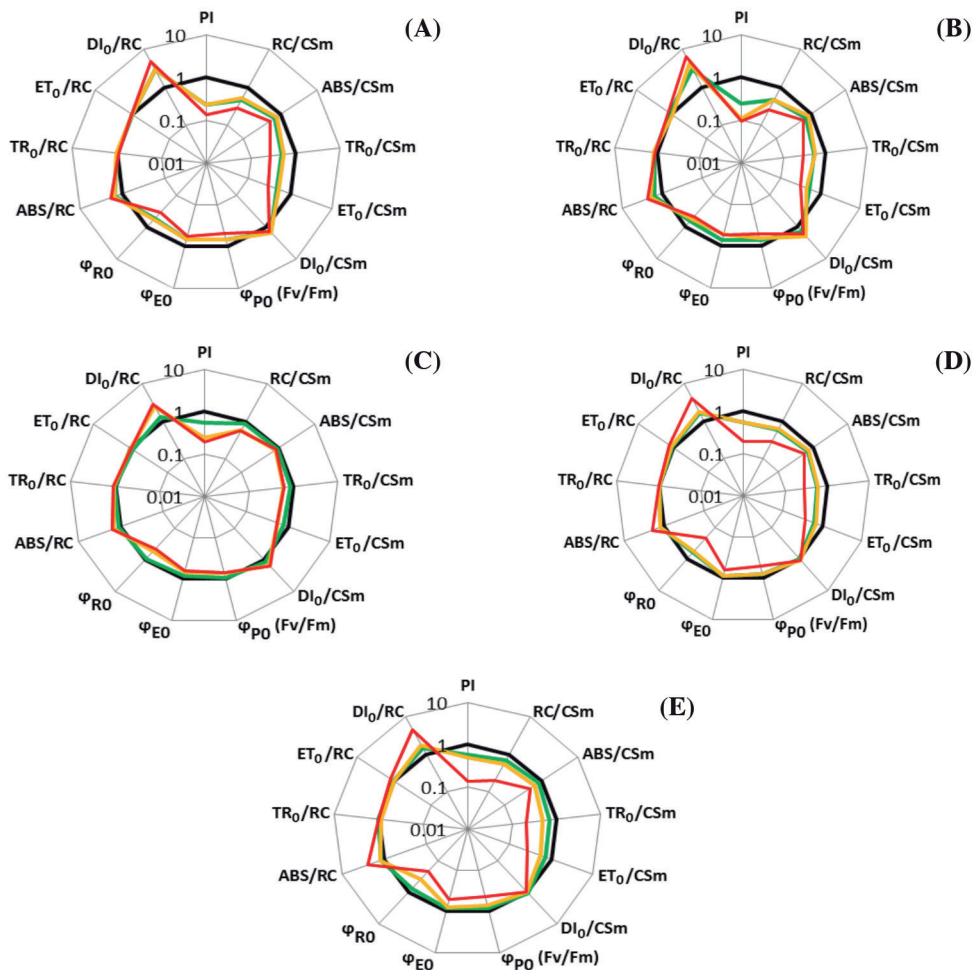 (A)
PI
10
1
0.1
0.01
RC/CSm
ABS/CSm
TR₀/CSm
ET₀/CSm
DI₀/CSm
φP0 (Fv/Fm)
φE0
φR0
ABS/RC
TR₀/RC
ET₀/RC
DI₀/RC
(B)
PI
10
1
0.1
0.01
RC/CSm
ABS/CSm
TR₀/CSm
ET₀/CSm
DI₀/CSm
φP0 (Fv/Fm)
φE0
φR0
ABS/RC
TR₀/RC
ET₀/RC
DI₀/RC
(C)
PI
10
1
0.1
0.01
RC/CSm
ABS/CSm
TR₀/CSm
ET₀/CSm
DI₀/CSm
φP0 (Fv/Fm)
φE0
φR0
ABS/RC
TR₀/RC
ET₀/RC
DI₀/RC
(D)
PI
10
1
0.1
0.01
RC/CSm
ABS/CSm
TR₀/CSm
ET₀/CSm
DI₀/CSm
φP0 (Fv/Fm)
φE0
φR0
ABS/RC
TR₀/RC
ET₀/RC
DI₀/RC
(E)
PI
10
1
0.1
0.01
RC/CSm
ABS/CSm
TR₀/CSm
ET₀/CSm
DI₀/CSm
φP0 (Fv/Fm)
φE0
φR0
ABS/RC
TR₀/RC
ET₀/RC
DI₀/RC